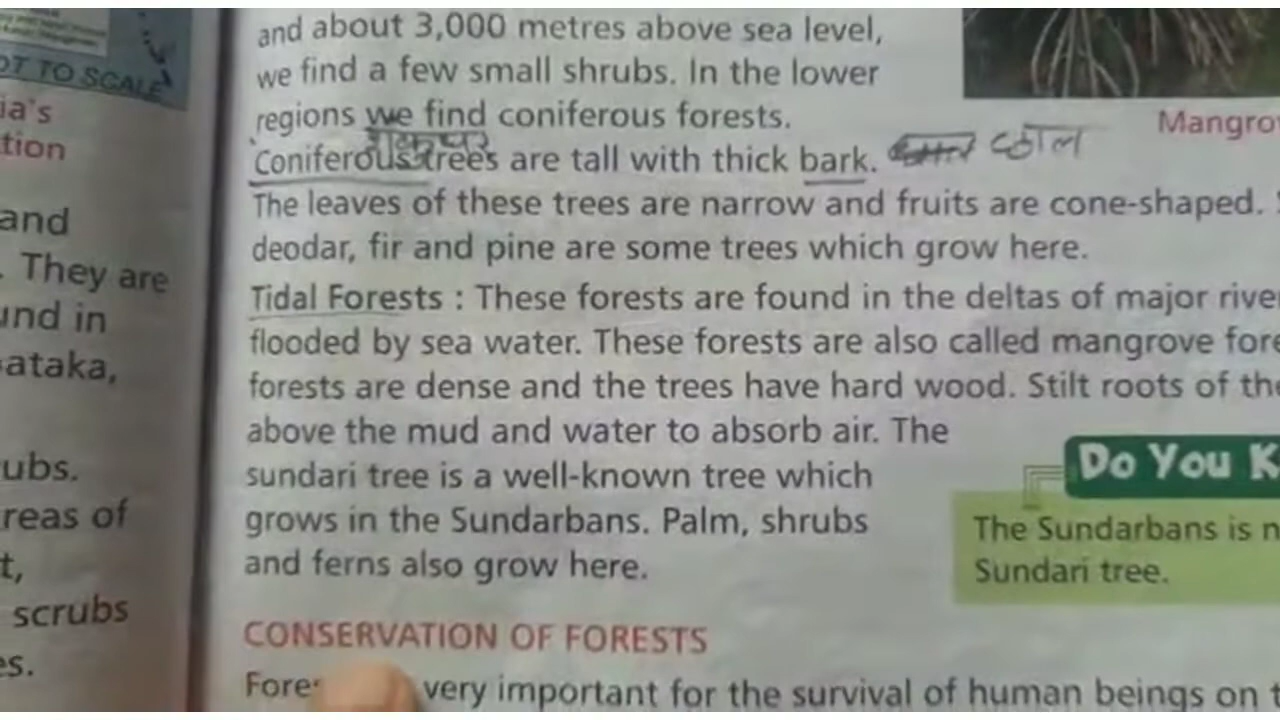 OT TO SCALE
ia's
tion
and
. They are
und in
ataka,
ubs.
reas of
t,
scrubs
es.
and about 3,000 metres above sea level,
we find a few small shrubs. In the lower
regions we find coniferous forests.
Coniferous trees are tall with thick bark.
The leaves of these trees are narrow and fruits are cone-shaped.
deodar, fir and pine are some trees which grow here.
Tidal Forests : These forests are found in the deltas of major rive
flooded by sea water. These forests are also called mangrove fore
forests are dense and the trees have hard wood. Stilt roots of the
above the mud and water to absorb air. The
sundari tree is a well-known tree which
grows in the Sundarbans. Palm, shrubs
and ferns also grow here.
Mangro
Do You K
The Sundarbans is n
Sundari tree.
CONSERVATION OF FORESTS
Fore very important for the survival of human beings on t